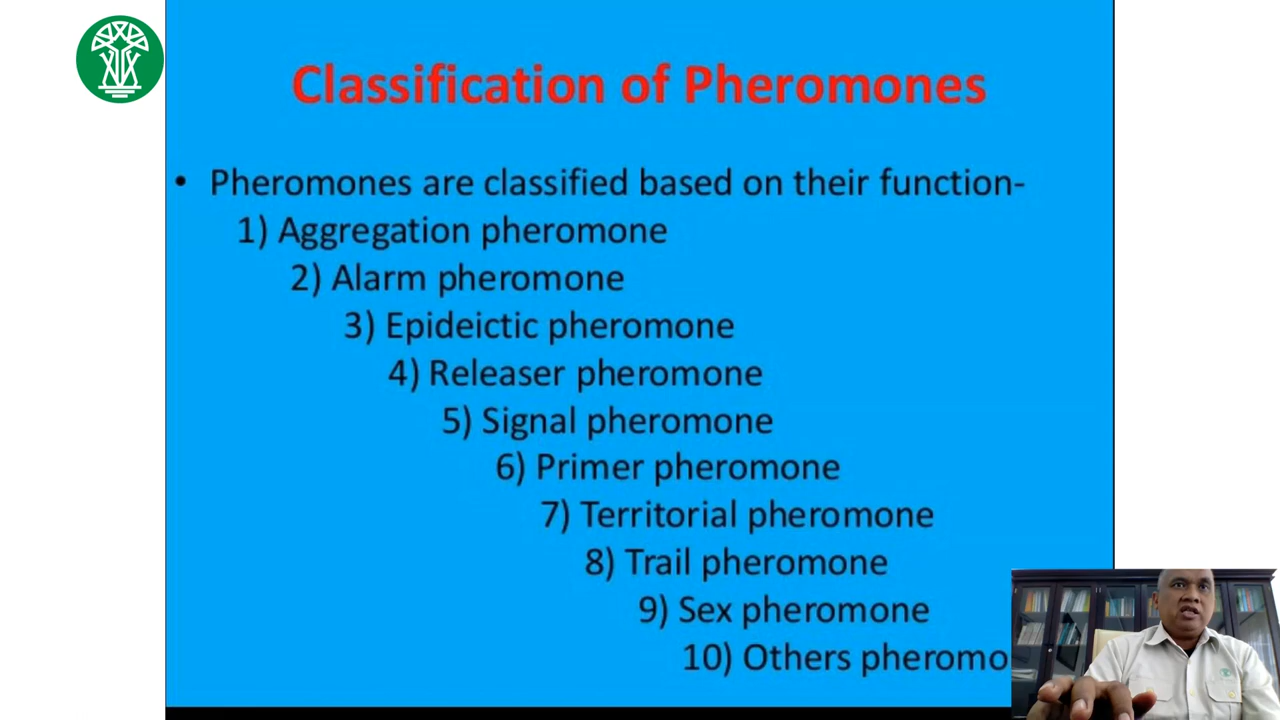 Classification of Pheromones
• Pheromones are classified based on their function-
1) Aggregation pheromone
2) Alarm pheromone
3) Epideictic pheromone
4) Releaser pheromone
5) Signal pheromone
6) Primer pheromone
7) Territorial pheromone
8) Trail pheromone
9) Sex pheromone
10) Others pheromo